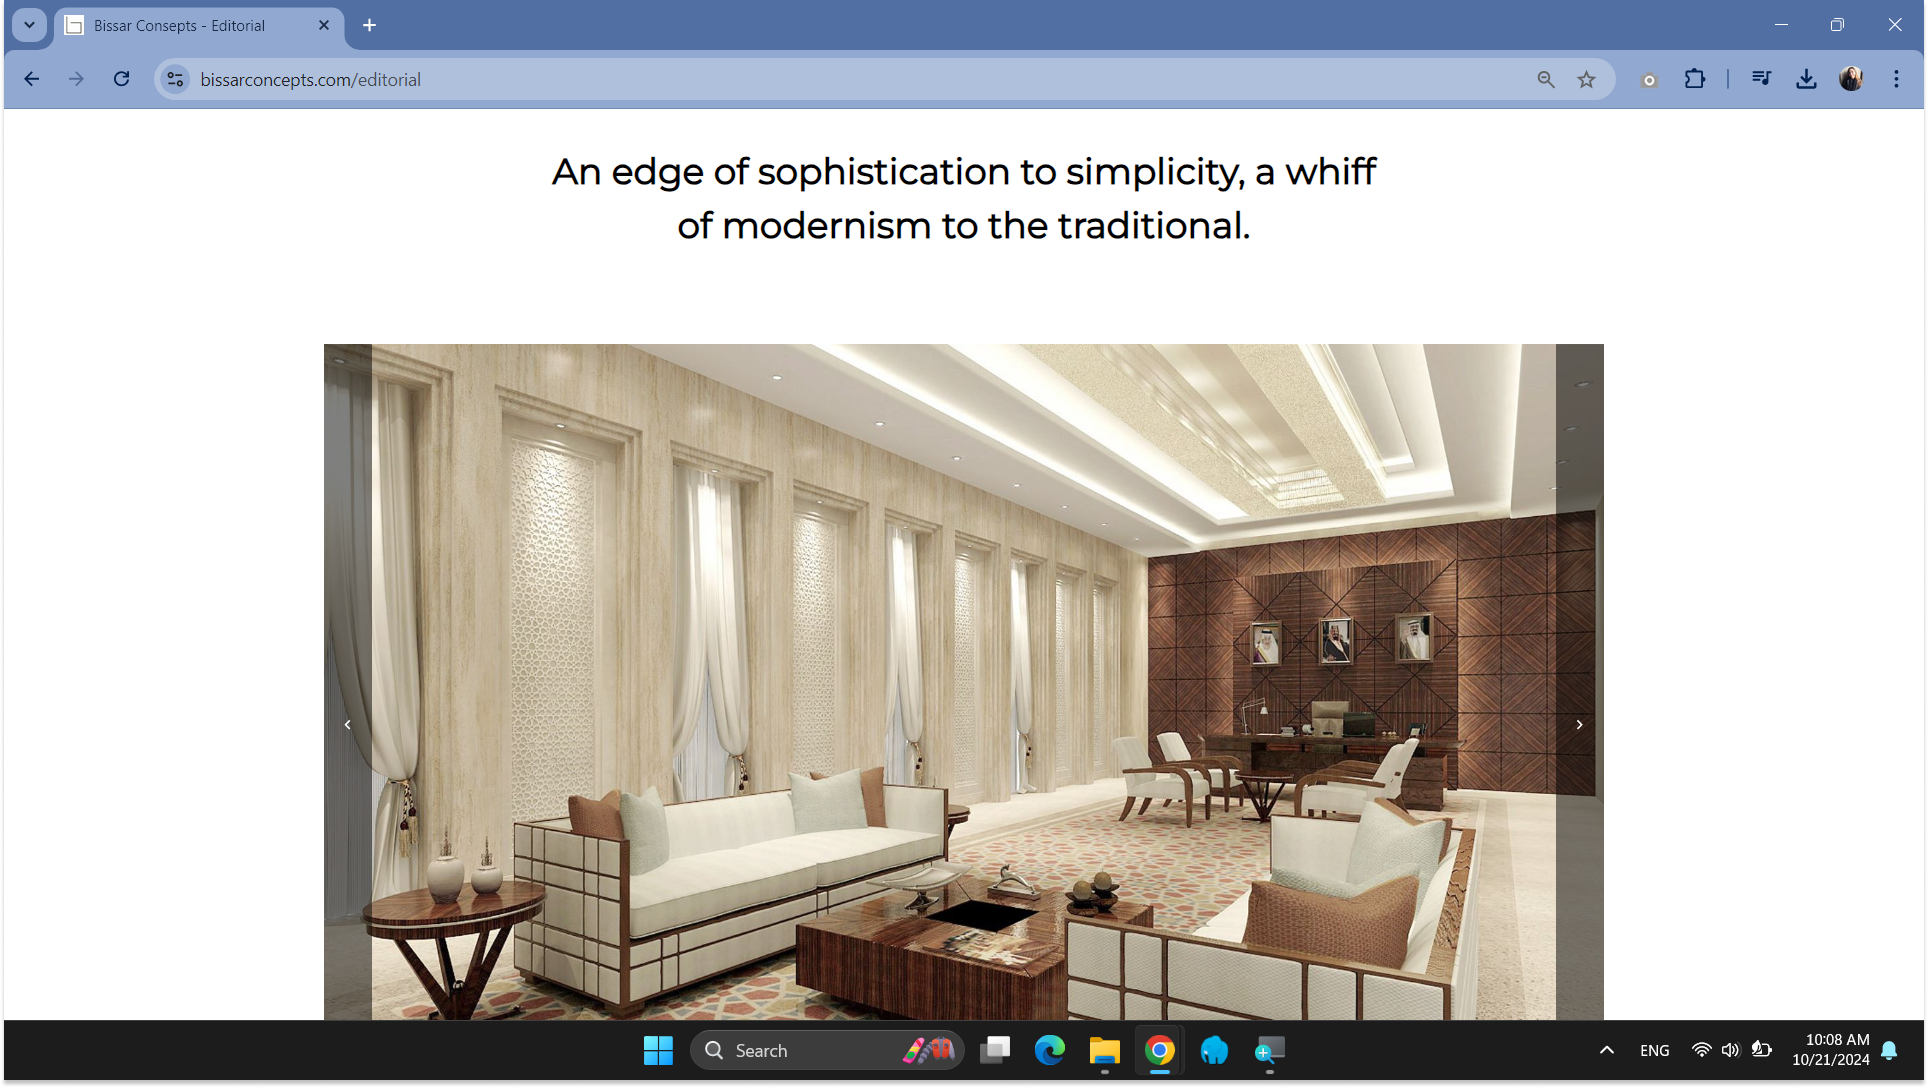 Bissar Consepts - Editorial
bissarconcepts.com/editorial
An edge of sophistication to simplicity, a whiff
of modernism to the traditional.
Search
ENG
10:08 AM
10/21/2024